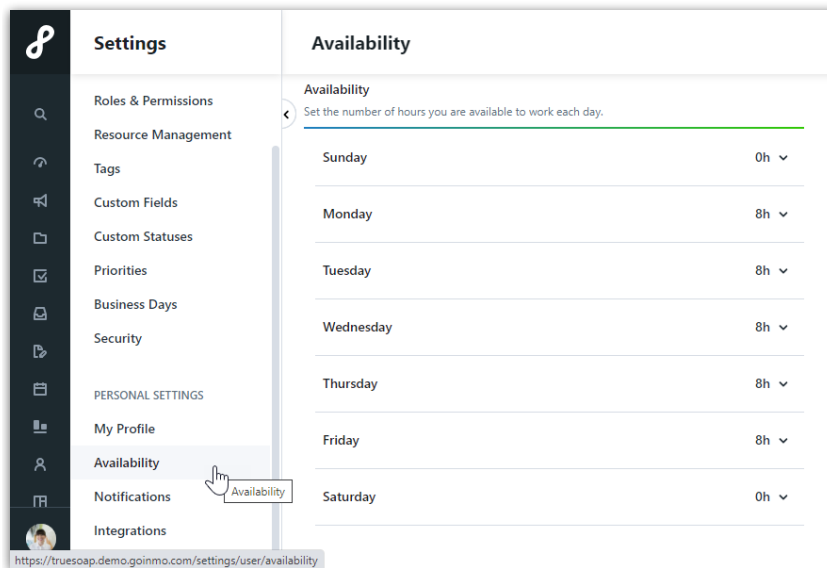 Settings
Availability
Roles & Permissions
Resource Management
Tags
Custom Fields
Custom Statuses
Priorities
Business Days
Security
PERSONAL SETTINGS
My Profile
Availability
Availability
Notifications
Integrations
https://truesoap.demo.goinmo.com/settings/user/availability
Availability
Set the number of hours you are available to work each day.
Sunday 0h
Monday 8h
Tuesday 8h
Wednesday 8h
Thursday 8h
Friday 8h
Saturday 0h